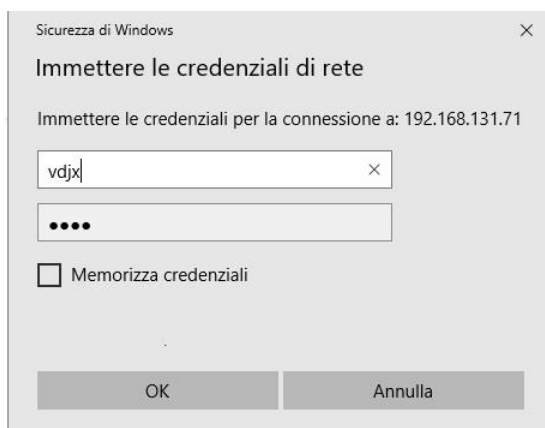 Sicurezza di Windows
Immettere le credenziali di rete
Immettere le credenziali per la connessione a: 192.168.131.71
vdjx
••••
Memorizza credenziali
OK Annulla